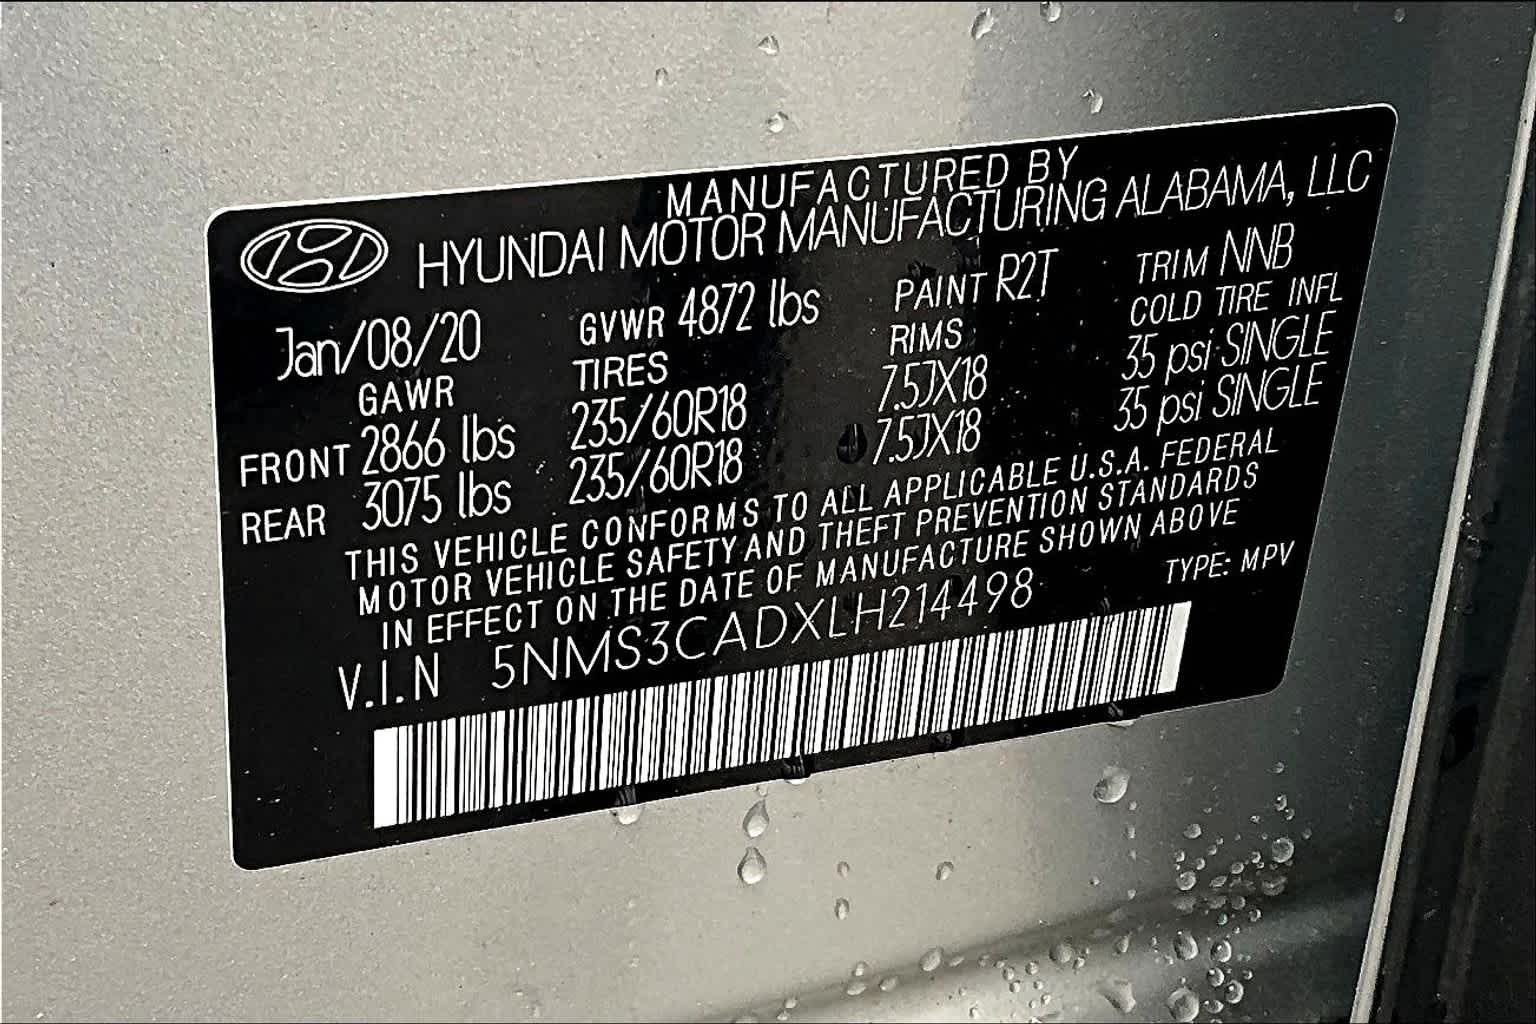 MANUFACTURED BY
HYUNDAI MOTOR MANUFACTURING ALABAMA, LLC
Jan/08/20 GVWR 4872 lbs PAINT R2T TRIM NNB
GAWR TIRES RIMS COLD TIRE INFL
FRONT 2866 lbs 235/60R18 7.5JX18 35 psi SINGLE
REAR 3075 lbs 235/60R18 7.5JX18 35 psi SINGLE
THIS VEHICLE CONFORMS TO ALL APPLICABLE U.S.A. FEDERAL
MOTOR VEHICLE SAFETY AND THEFT PREVENTION STANDARDS
IN EFFECT ON THE DATE OF MANUFACTURE SHOWN ABOVE
V.I.N 5NMS3CADXLH214498 TYPE: MPV